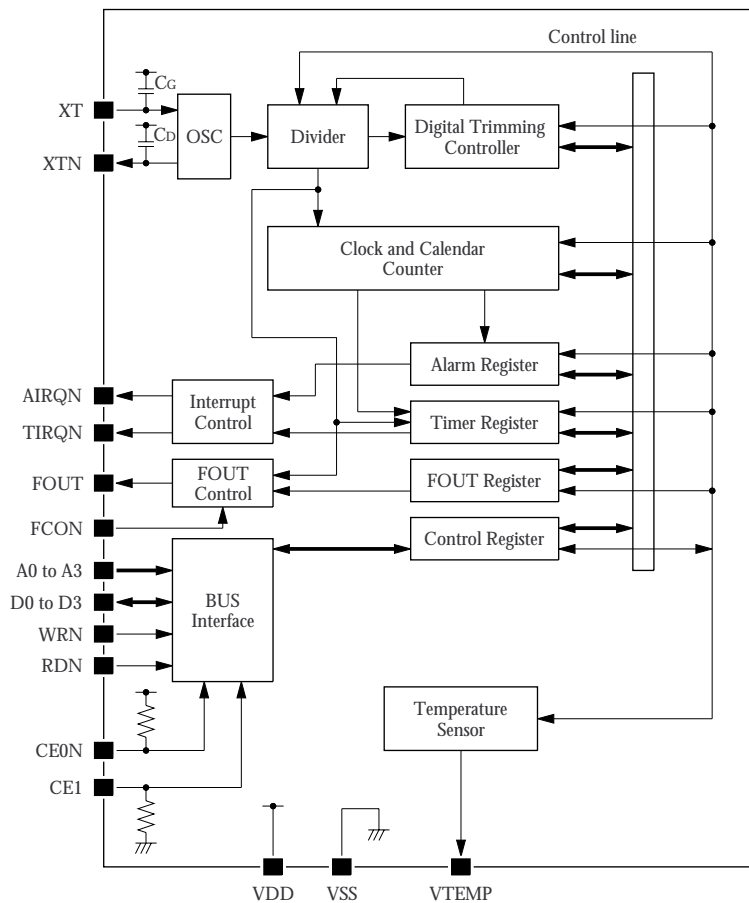 Control line
CG
XT
OSC
Divider
Digital Trimming
Controller
CD
XTN
Clock and Calendar
Counter
Alarm Register
AIRQN
Interrupt
Control
TIRQN
Timer Register
FOUT
FOUT
Control
FOUT Register
FCON
Control Register
A0 to A3
D0 to D3
BUS
Interface
WRN
RDN
Temperature
Sensor
CE0N
CE1
VDD
VSS
VTEMP